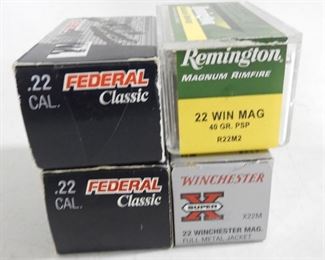 .22
CAL.
FEDERAL
Classic
Remington
MAGNUM RIMFIRE
22 WIN MAG
40 GR. PSP
R22M2
.22
CAL.
FEDERAL
Classic
WINCHESTER
SUPER X
X22M
22 WINCHESTER MAG.
FULL METAL JACKET